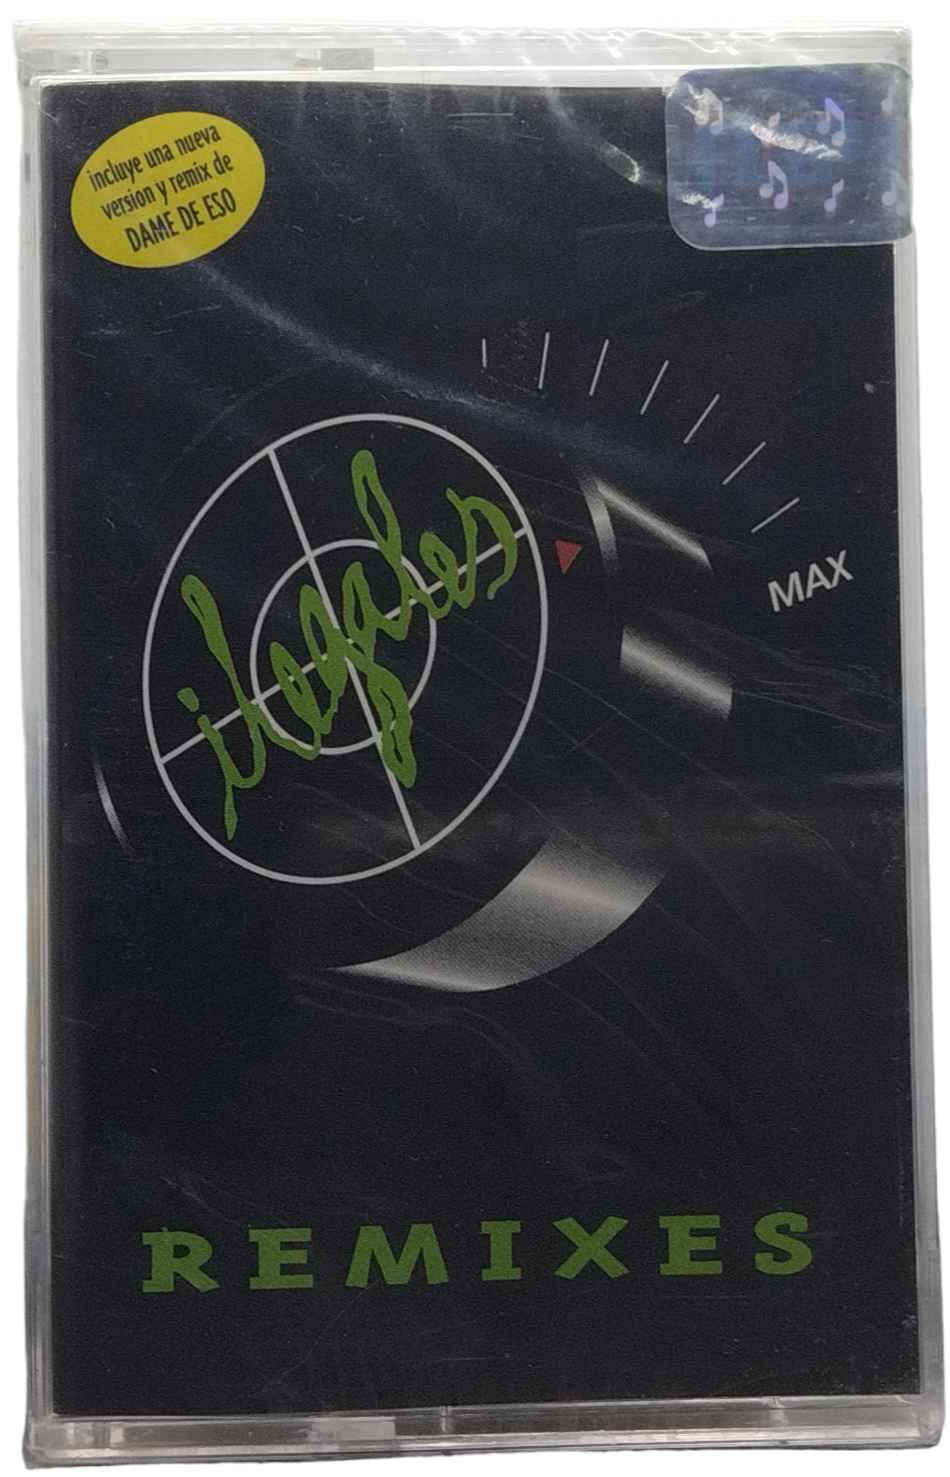 incluye una nueva
version y remix de
DAME DE ESO
ilegales
MAX
REMIXES